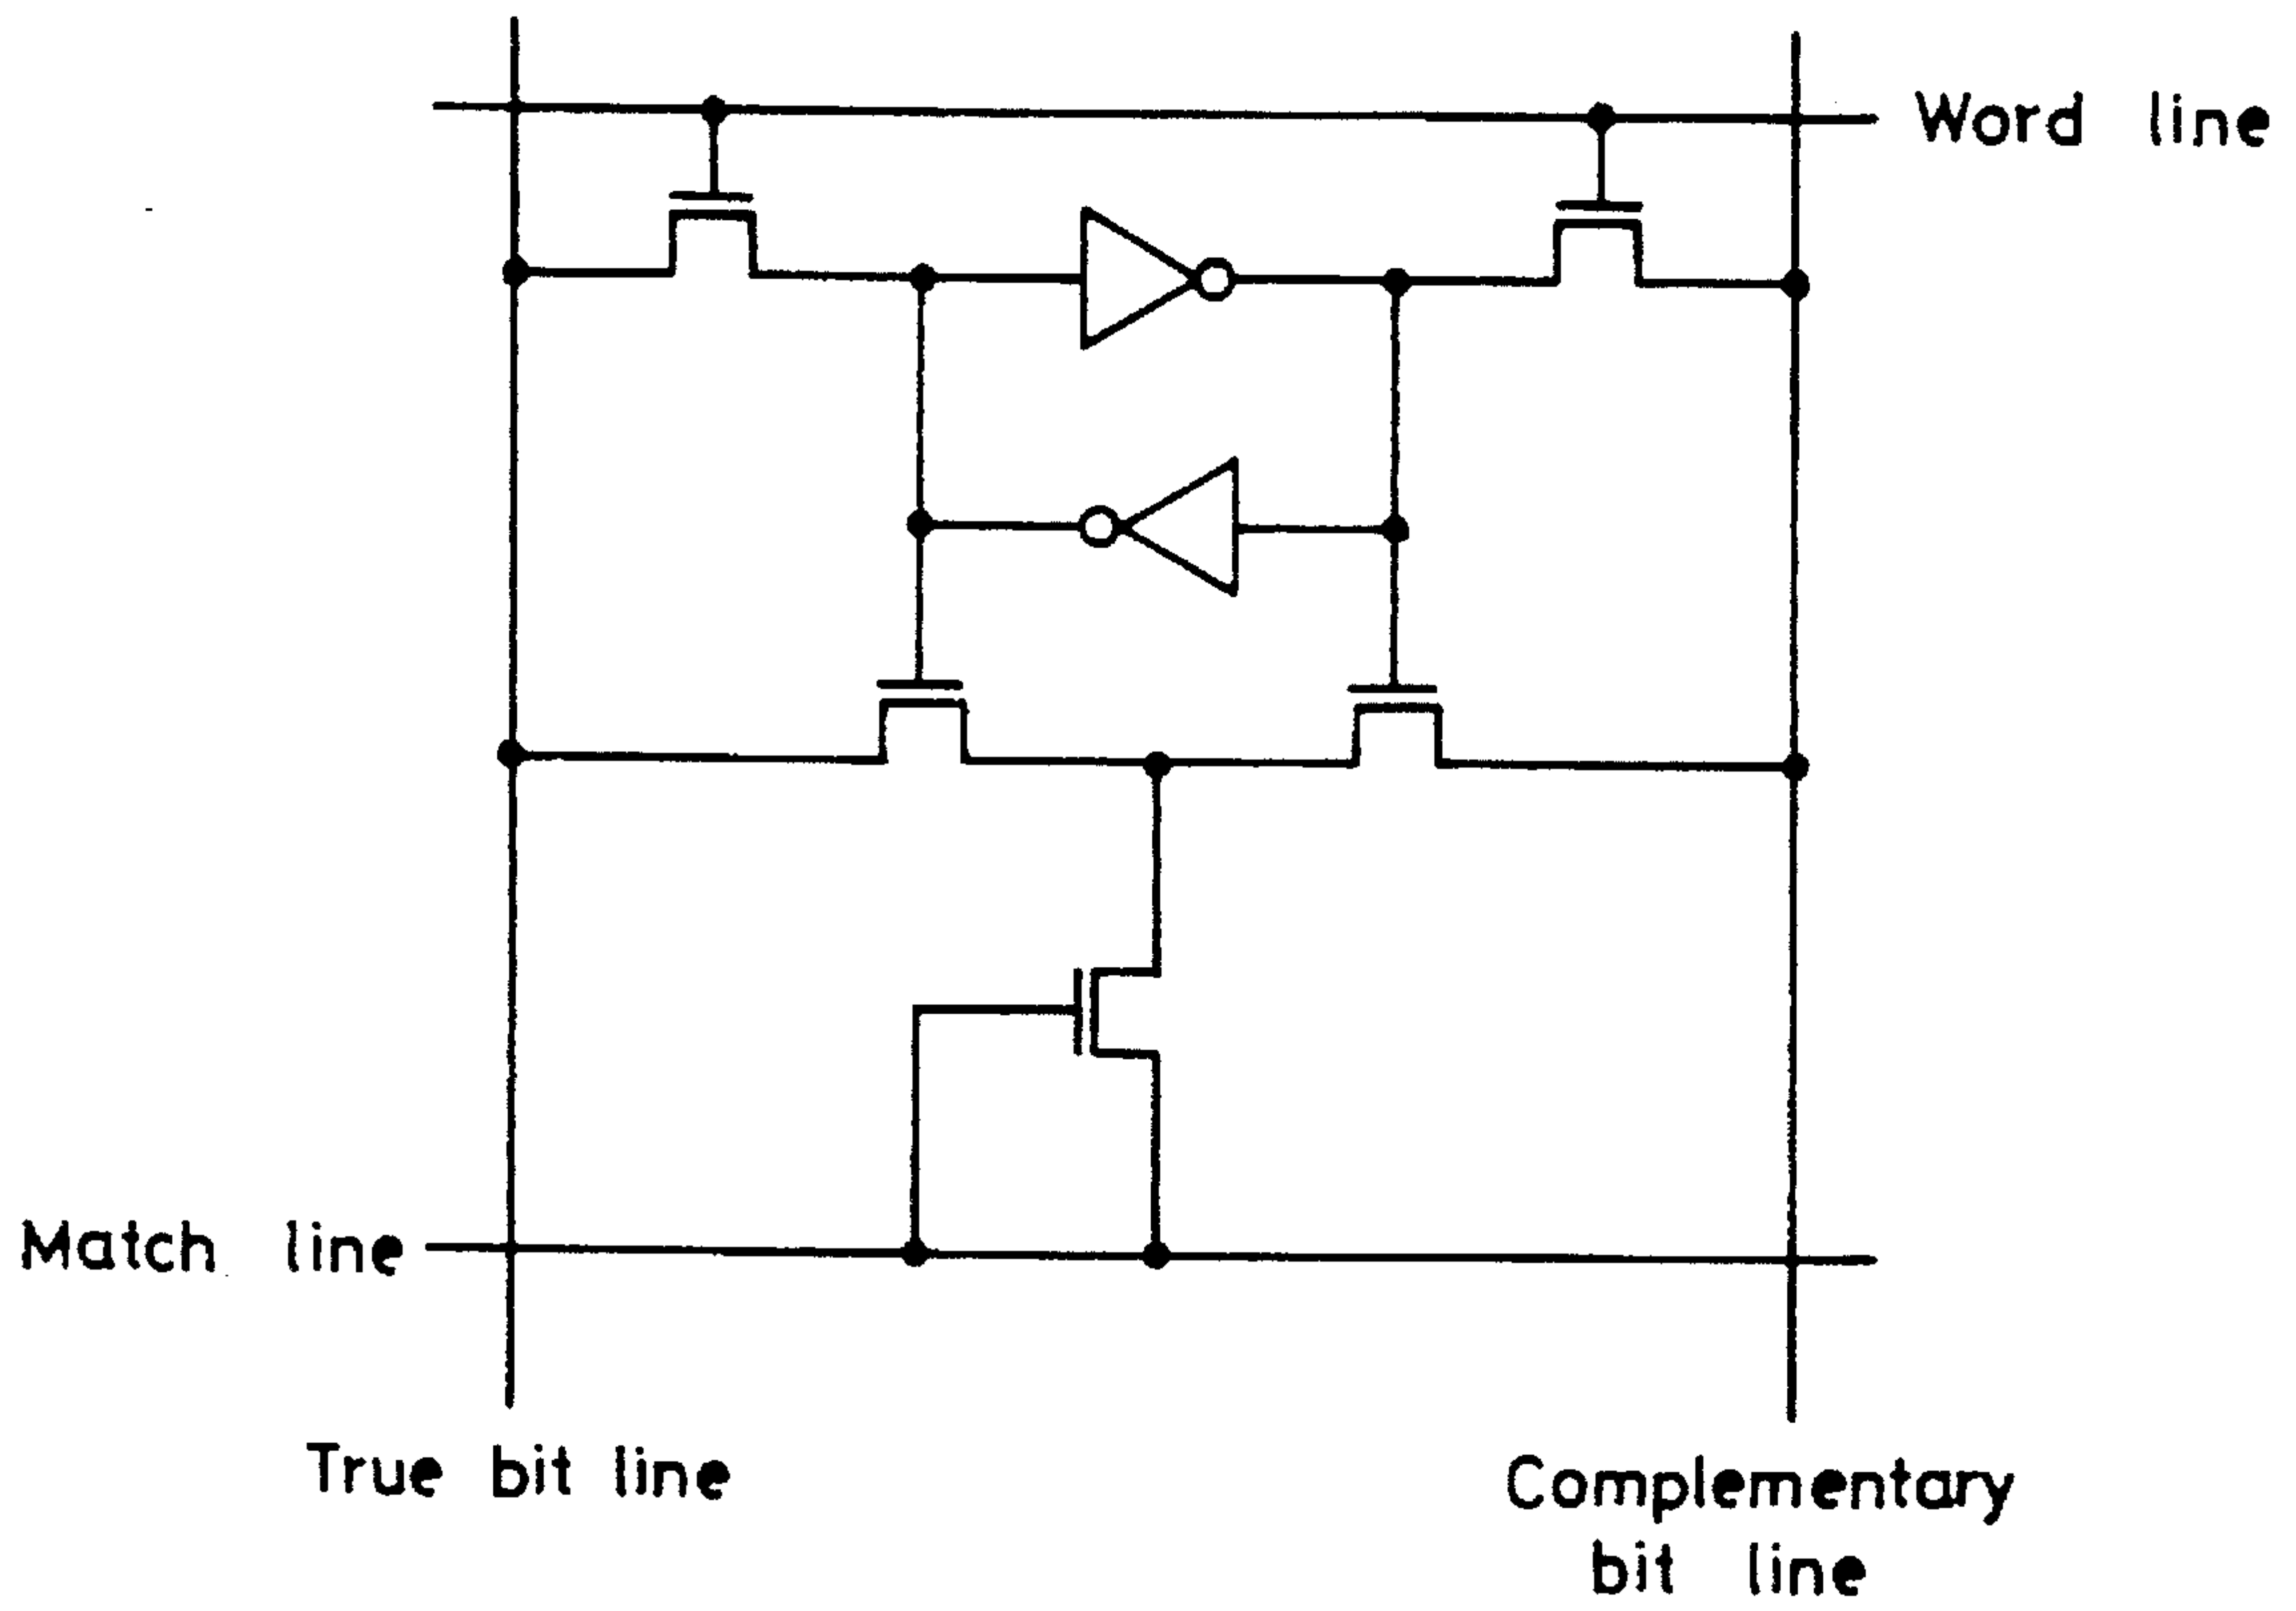 Word line
Match line
True bit line
Complementary
bit line